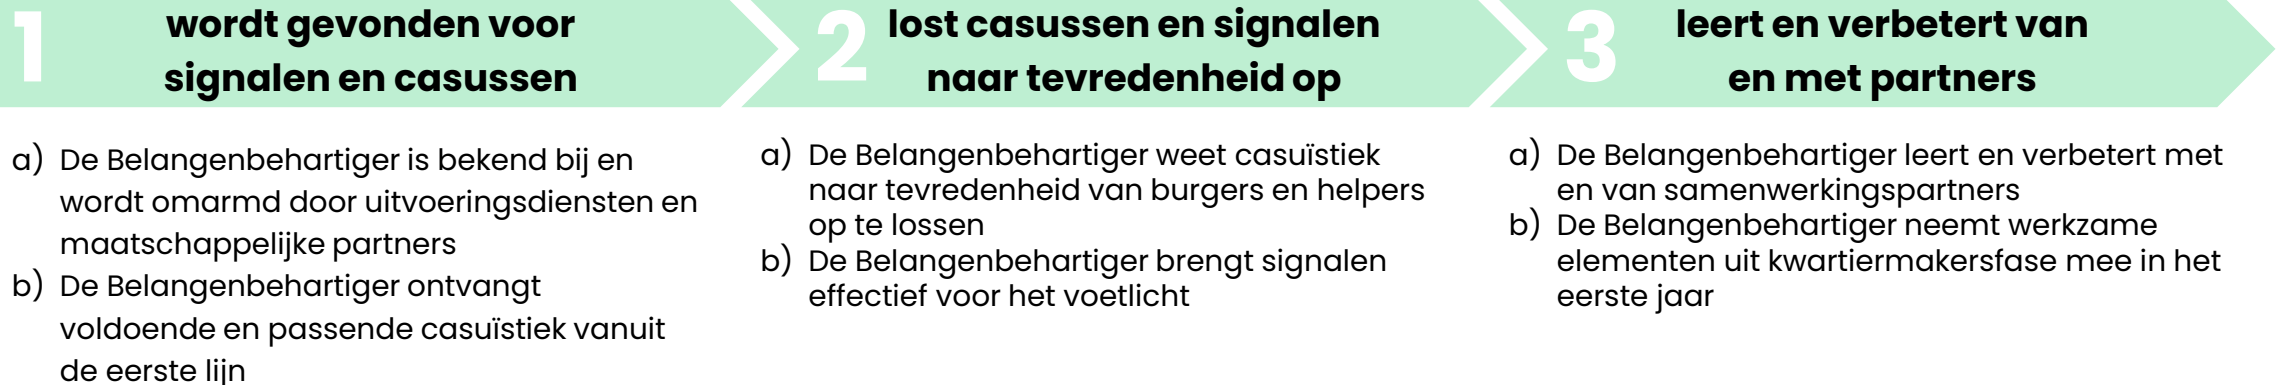 1
wordt gevonden voor
signalen en casussen
a) De Belangenbehartiger is bekend bij en
wordt omarmd door uitvoeringsdiensten en
maatschappelijke partners
b) De Belangenbehartiger ontvangt
voldoende en passende casuïstiek vanuit
de eerste lijn
2
lost casussen en signalen
naar tevredenheid op
a) De Belangenbehartiger weet casuïstiek
naar tevredenheid van burgers en helpers
op te lossen
b) De Belangenbehartiger brengt signalen
effectief voor het voetlicht
3
leert en verbetert van
en met partners
a) De Belangenbehartiger leert en verbetert met
en van samenwerkingspartners
b) De Belangenbehartiger neemt werkzame
elementen uit kwartiermakersfase mee in het
eerste jaar